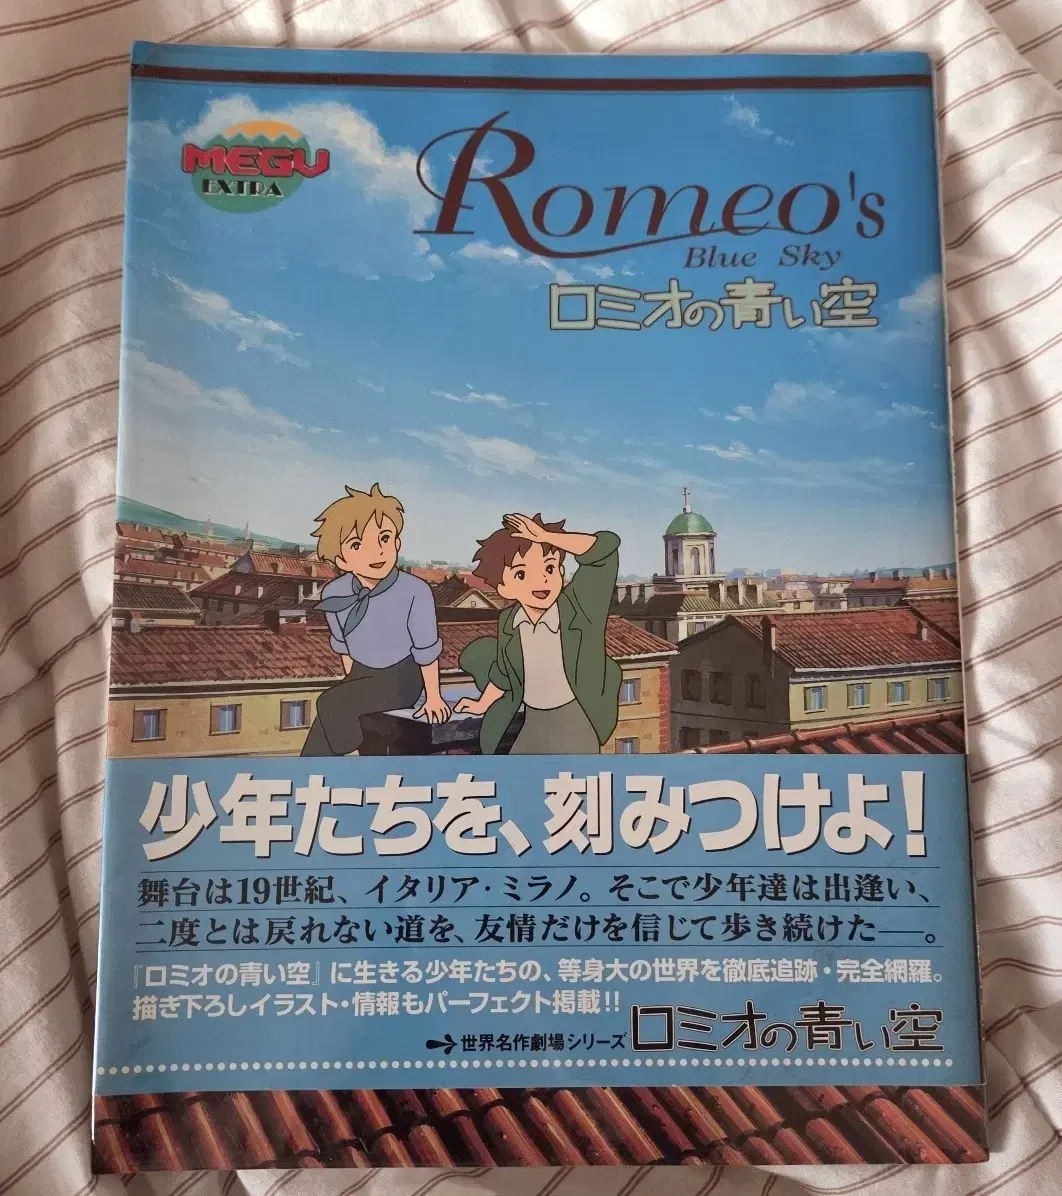 MEGU
EXTRA
Romeo's
Blue Sky
ロミオの青い空
少年たちを、刻みつけよ!
舞台は19世紀、イタリア・ミラノ。そこで少年達は出逢い、
二度とは戻れない道を、友情だけを信じて歩き続けた──。
『ロミオの青い空』に生きる少年たちの、等身大の世界を徹底追跡・完全網羅。
描き下ろしイラスト・情報もパーフェクト掲載!!
世界名作劇場シリーズ ロミオの青い空